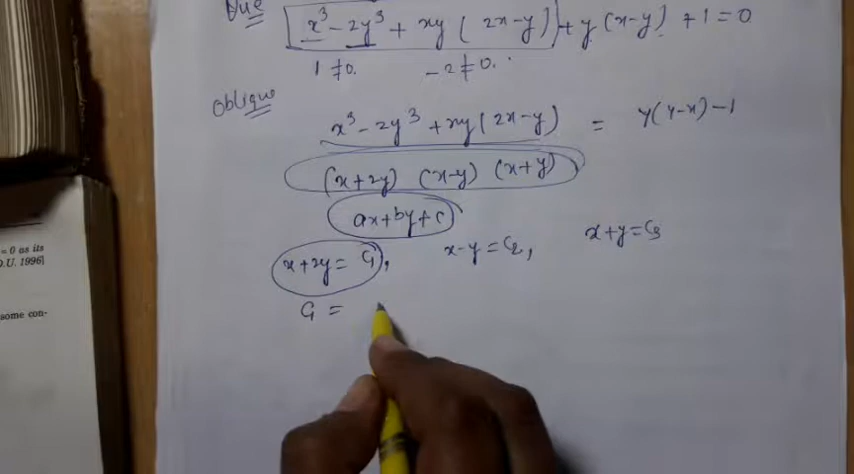 Que x³ - 2y³ + xy ( 2x-y) + y (x-y) + 1 = 0
1 ≠ 0. - 2 ≠ 0.
Oblique
x³ - 2y³ + xy ( 2x - y) = y(y-x) - 1
(x+2y) (x-y) (x+y)
ax+by+c
x+2y = C₁, x-y = C₂, x+y = C₃
C₁ =
= 0 as its
D.U. 1996]
some con-